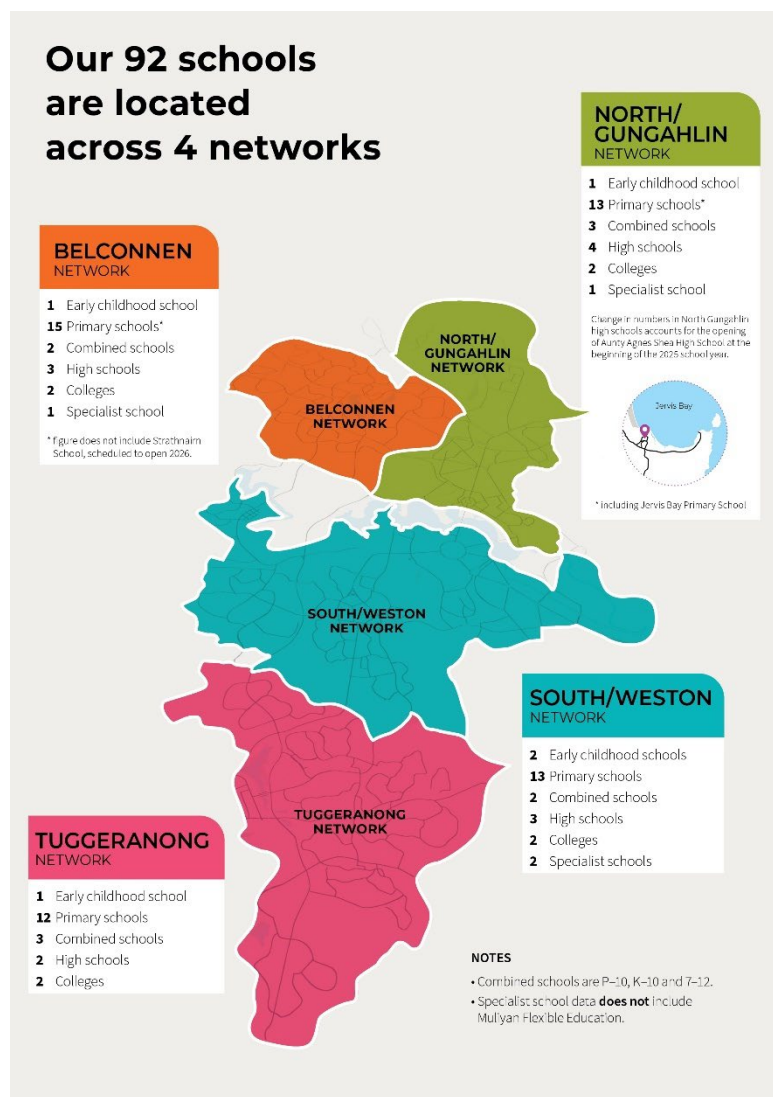 Our 92 schools
are located
across 4 networks
NORTH/
GUNGAHLIN
NETWORK
1 Early childhood school
13 Primary schools*
3 Combined schools
4 High schools
2 Colleges
1 Specialist school
Change in numbers in North Gungahlin
high schools accounts for the opening
of Aunty Agnes Shea High School at the
beginning of the 2025 school year.
Jervis Bay
* including Jervis Bay Primary School
BELCONNEN
NETWORK
1 Early childhood school
15 Primary schools*
2 Combined schools
3 High schools
2 Colleges
1 Specialist school
* figure does not include Strathnairn
School, scheduled to open 2026.
NORTH/
GUNGAHLIN
NETWORK
BELCONNEN
NETWORK
SOUTH/WESTON
NETWORK
TUGGERANONG
NETWORK
SOUTH/WESTON
NETWORK
2 Early childhood schools
13 Primary schools
2 Combined schools
3 High schools
2 Colleges
2 Specialist schools
TUGGERANONG
NETWORK
1 Early childhood school
12 Primary schools
3 Combined schools
2 High schools
2 Colleges
NOTES
• Combined schools are P–10, K–10 and 7–12.
• Specialist school data does not include
Muliyan Flexible Education.